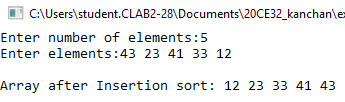 C:\Users\student.CLAB2-28\Documents\20CE32_kanchan\ex
Enter number of elements:5
Enter elements:43 23 41 33 12
Array after Insertion sort: 12 23 33 41 43